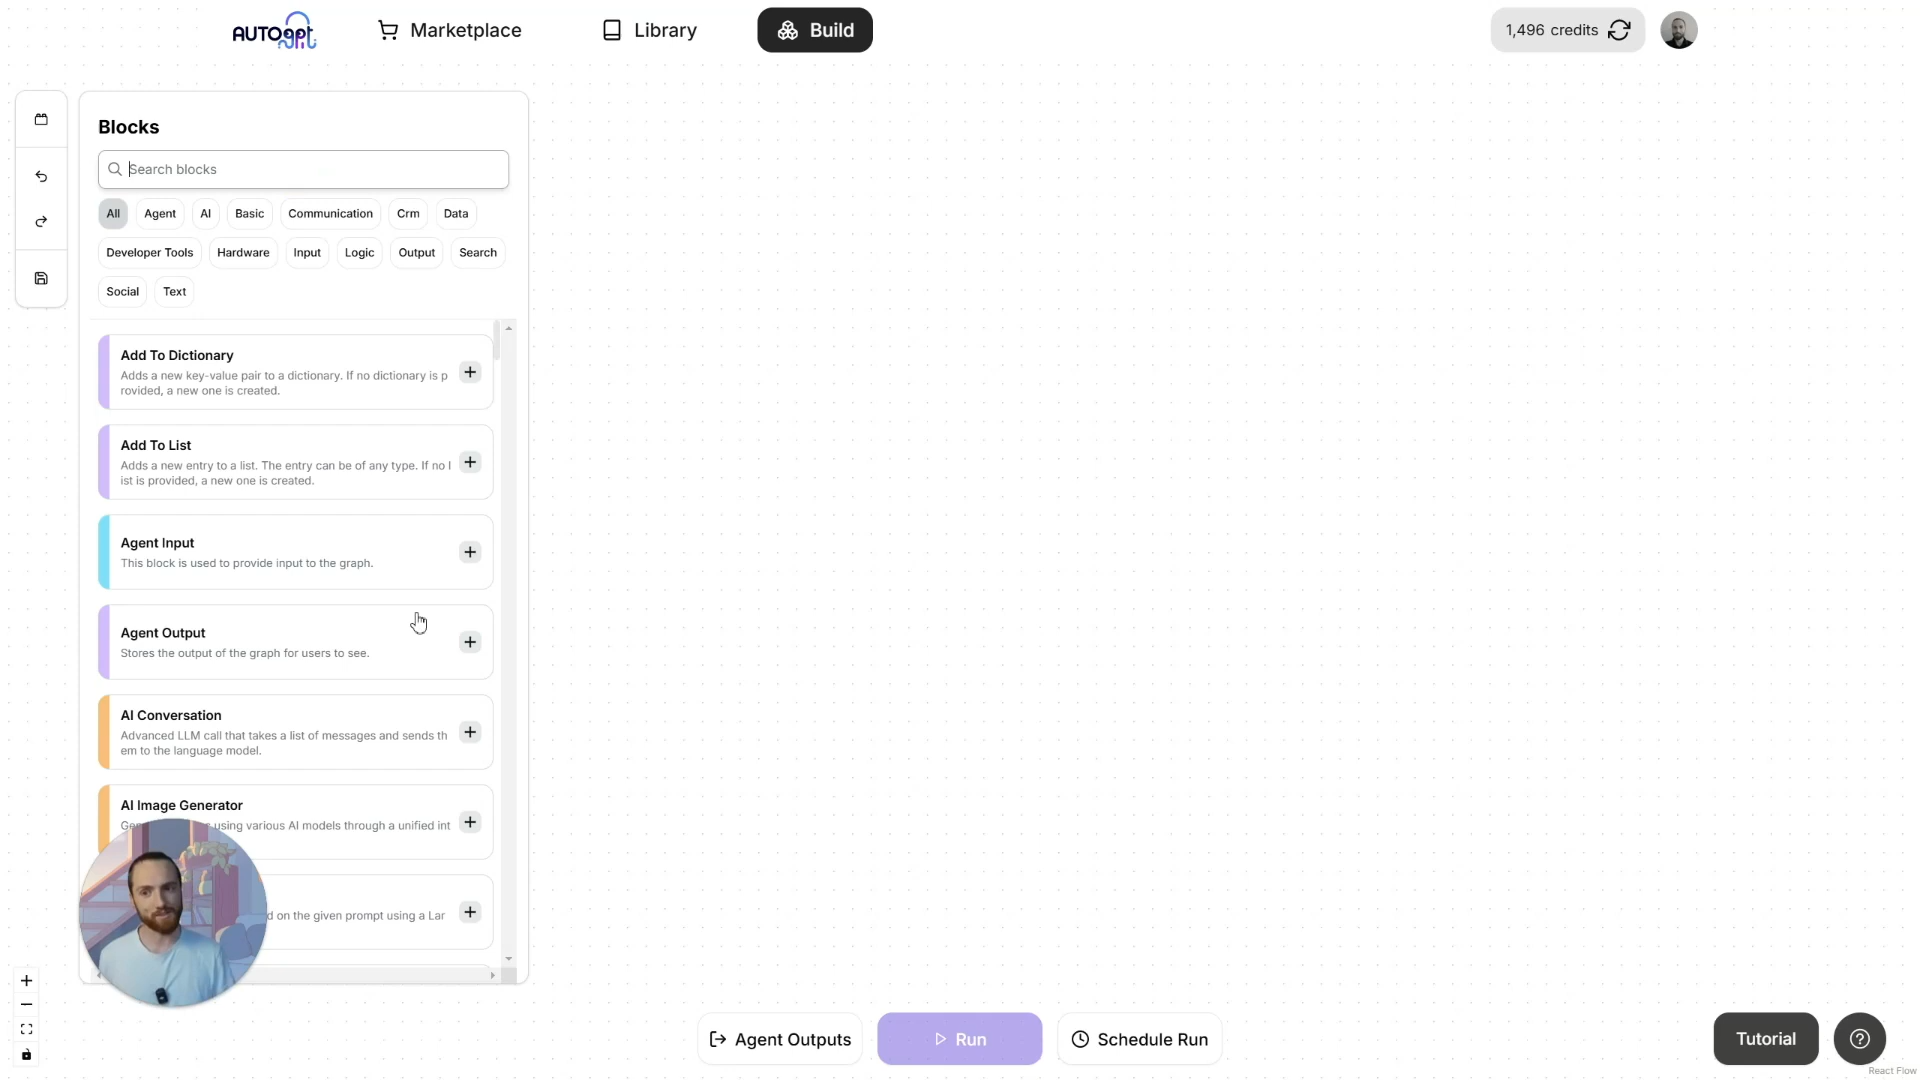 AUTOgpt
Marketplace
Library
Build
1,496 credits
Blocks
Search blocks
All
Agent
AI
Basic
Communication
Crm
Data
Developer Tools
Hardware
Input
Logic
Output
Search
Social
Text
Add To Dictionary
Adds a new key-value pair to a dictionary. If no dictionary is p
rovided, a new one is created.
Add To List
Adds a new entry to a list. The entry can be of any type. If no l
ist is provided, a new one is created.
Agent Input
This block is used to provide input to the graph.
Agent Output
Stores the output of the graph for users to see.
AI Conversation
Advanced LLM call that takes a list of messages and sends th
em to the language model.
AI Image Generator
using various AI models through a unified int
d on the given prompt using a Lar
Agent Outputs
Run
Schedule Run
Tutorial
React Flow